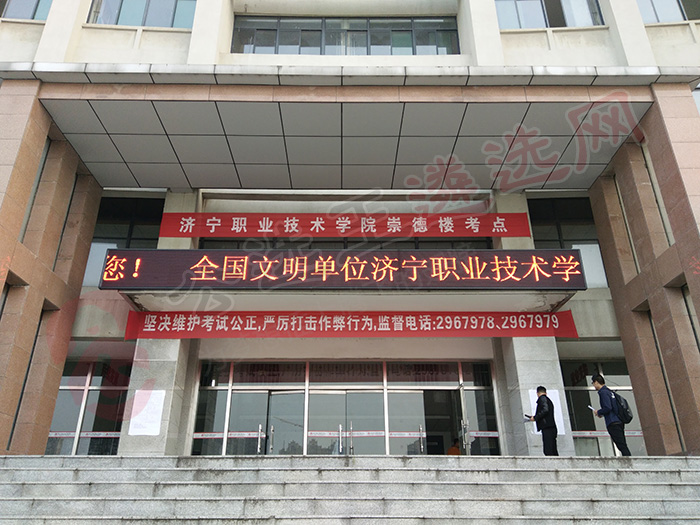 济宁职业技术学院崇德楼考点
您！ 全国文明单位济宁职业技术学
坚决维护考试公正,严厉打击作弊行为,监督电话:2967978、2967979